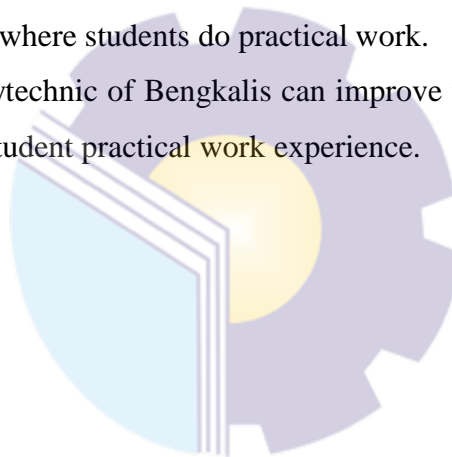 where students do practical work.
ytechnic of Bengkalis can improve
tudent practical work experience.